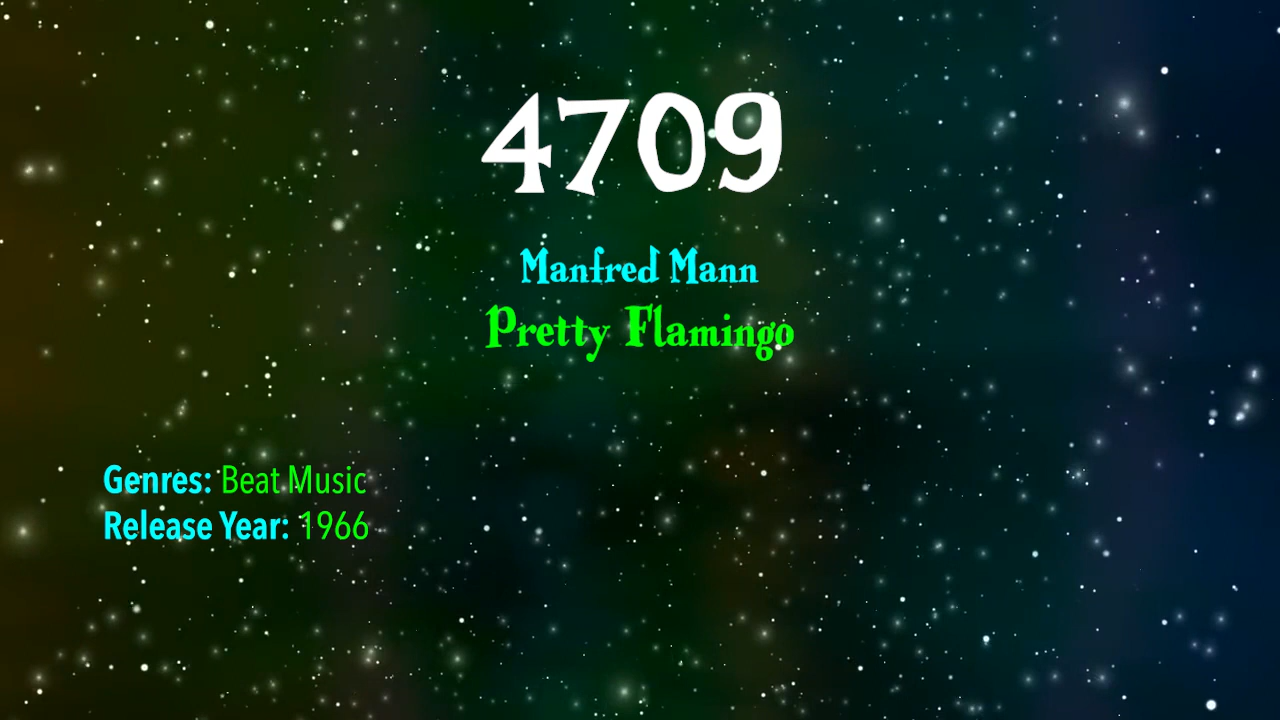 4709
Manfred Mann
Pretty Flamingo
Genres: Beat Music
Release Year: 1966